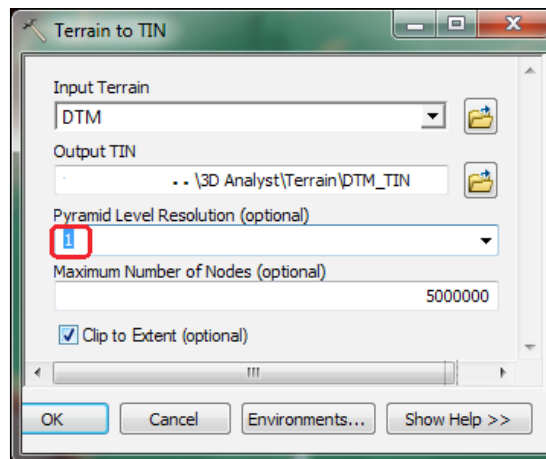 Terrain to TIN
Input Terrain
DTM
Output TIN
.. \3D Analyst\Terrain\DTM_TIN
Pyramid Level Resolution (optional)
1
Maximum Number of Nodes (optional)
5000000
Clip to Extent (optional)
OK Cancel Environments... Show Help >>